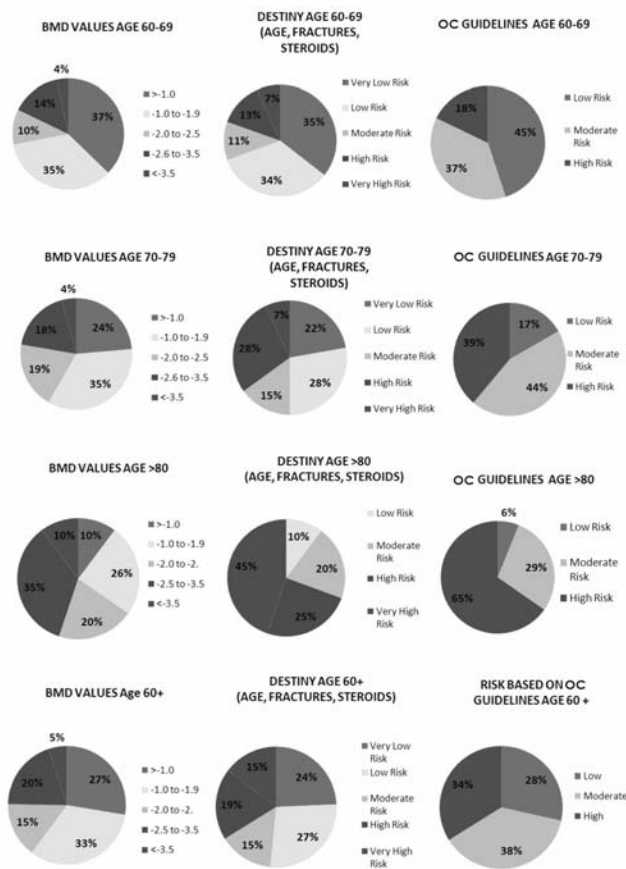 BMD VALUES AGE 60-69
4%
14%
37%
10%
35%
>-1.0
-1.0 to -1.9
-2.0 to -2.5
-2.6 to -3.5
<-3.5
DESTINY AGE 60-69
(AGE, FRACTURES,
STEROIDS)
7%
13%
35%
11%
34%
Very Low Risk
Low Risk
Moderate Risk
High Risk
Very High Risk
OC GUIDELINES AGE 60-69
18%
45%
37%
Low Risk
Moderate
Risk
High Risk
BMD VALUES AGE 70-79
4%
18%
24%
19%
35%
>-1.0
-1.0 to -1.9
-2.0 to -2.5
-2.6 to -3.5
<-3.5
DESTINY AGE 70-79
(AGE, FRACTURES,
STEROIDS)
7%
22%
28%
15%
28%
Very Low Risk
Low Risk
Moderate Risk
High Risk
Very High Risk
OC GUIDELINES AGE 70-79
17%
39%
44%
Low Risk
Moderate
Risk
High Risk
BMD VALUES AGE >80
10%
10%
26%
35%
20%
>-1.0
-1.0 to -1.9
-2.0 to -2.
-2.5 to -3.5
<-3.5
DESTINY AGE >80
(AGE, FRACTURES, STEROIDS)
10%
45%
20%
25%
Low Risk
Moderate
Risk
High Risk
Very High
Risk
OC GUIDELINES AGE >80
6%
29%
65%
Low Risk
Moderate
Risk
High Risk
BMD VALUES Age 60+
5%
20%
27%
15%
33%
>-1.0
-1.0 to -1.9
-2.0 to -2.
-2.5 to -3.5
<-3.5
DESTINY AGE 60+
(AGE, FRACTURES, STEROIDS)
15%
24%
19%
15%
27%
Very Low
Risk
Low Risk
Moderate
Risk
High Risk
Very High
Risk
RISK BASED ON OC
GUIDELINES AGE 60 +
34%
28%
38%
Low
Moderate
High